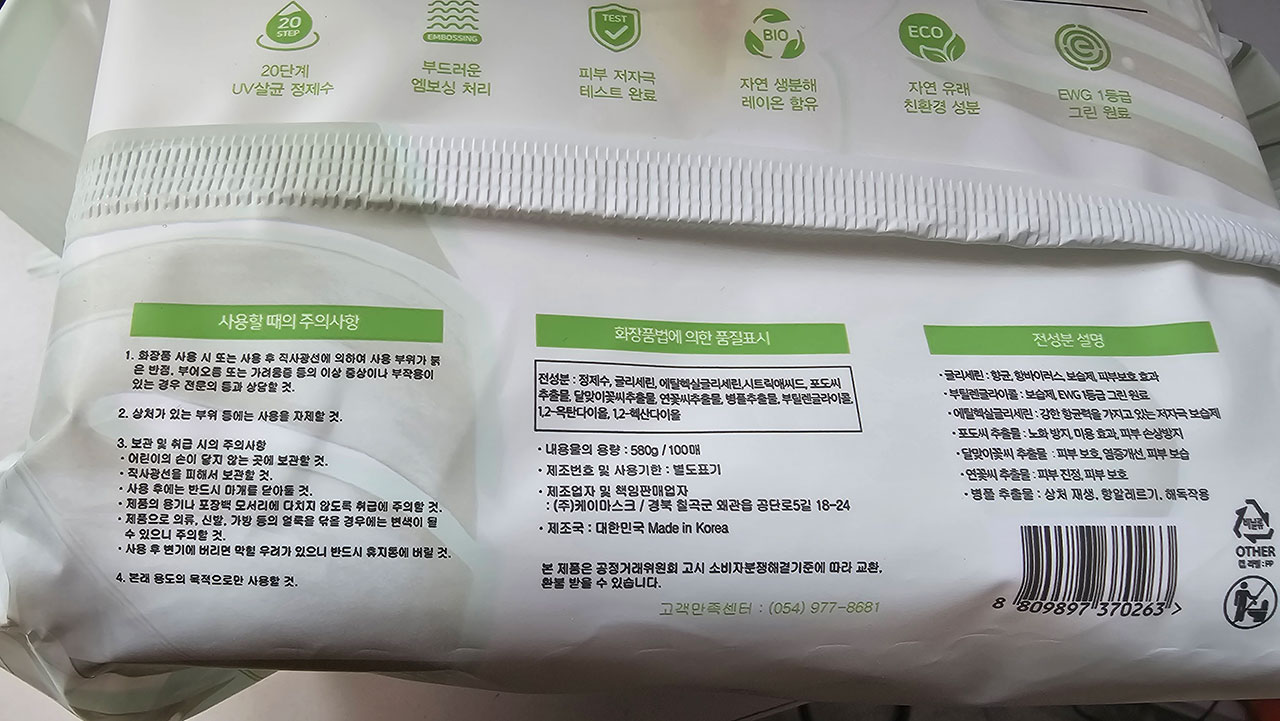 20
STEP
20단계
UV살균 정제수
EMBOSSING
부드러운
엠보싱 처리
TEST
피부 저자극
테스트 완료
BIO
자연 생분해
레이온 함유
ECO
자연 유래
친환경 성분
EWG 1등급
그린 원료
사용할 때의 주의사항
1. 화장품 사용 시 또는 사용 후 직사광선에 의하여 사용 부위가 붉
은 반점, 부어오름 또는 가려움증 등의 이상 증상이나 부작용이
있는 경우 전문의 등과 상담할 것.
2. 상처가 있는 부위 등에는 사용을 자제할 것.
3. 보관 및 취급 시의 주의사항
· 어린이의 손이 닿지 않는 곳에 보관할 것.
· 직사광선을 피해서 보관할 것.
· 사용 후에는 반드시 마개를 닫아둘 것.
· 제품의 용기나 포장백 모서리에 다치지 않도록 취급에 주의할 것.
· 제품으로 의류, 신발, 가방 등의 얼룩을 닦을 경우에는 변색이 될
수 있으니 주의할 것.
· 사용 후 변기에 버리면 막힐 우려가 있으니 반드시 휴지통에 버릴 것.
4. 본래 용도의 목적으로만 사용할 것.
화장품법에 의한 품질표시
전성분 : 정제수, 글리세린, 에틸헥실글리세린,시트릭애씨드, 포도씨
추출물, 달맞이꽃씨추출물, 연꽃씨추출물, 병풀추출물, 부틸렌글라이콜,
1,2-옥탄다이올, 1,2-헥산다이올
· 내용물의 용량 : 580g / 100매
· 제조번호 및 사용기한 : 별도표기
· 제조업자 및 책임판매업자
: (주)케이마스크 / 경북 칠곡군 왜관읍 공단로5길 18-24
· 제조국 : 대한민국 Made in Korea
본 제품은 공정거래위원회 고시 소비자분쟁해결기준에 따라 교환,
환불 받을 수 있습니다.
고객만족센터 : (054) 977-8681
전성분 설명
· 글리세린 : 항균, 항바이러스, 보습제, 피부보호 효과
· 부틸렌글라이콜 : 보습제, EWG 1등급 그린 원료
· 에틸헥실글리세린 : 강한 항균력을 가지고 있는 저자극 보습제
· 포도씨 추출물 : 노화 방지, 미용 효과, 피부 손상방지
· 달맞이꽃씨 추출물 : 피부 보호, 염증개선, 피부 보습
· 연꽃씨 추출물 : 피부 진정, 피부 보호
· 병풀 추출물 : 상처 재생, 항알레르기, 해독작용
8 809897 370263 >
OTHER
캡·라벨 : PP